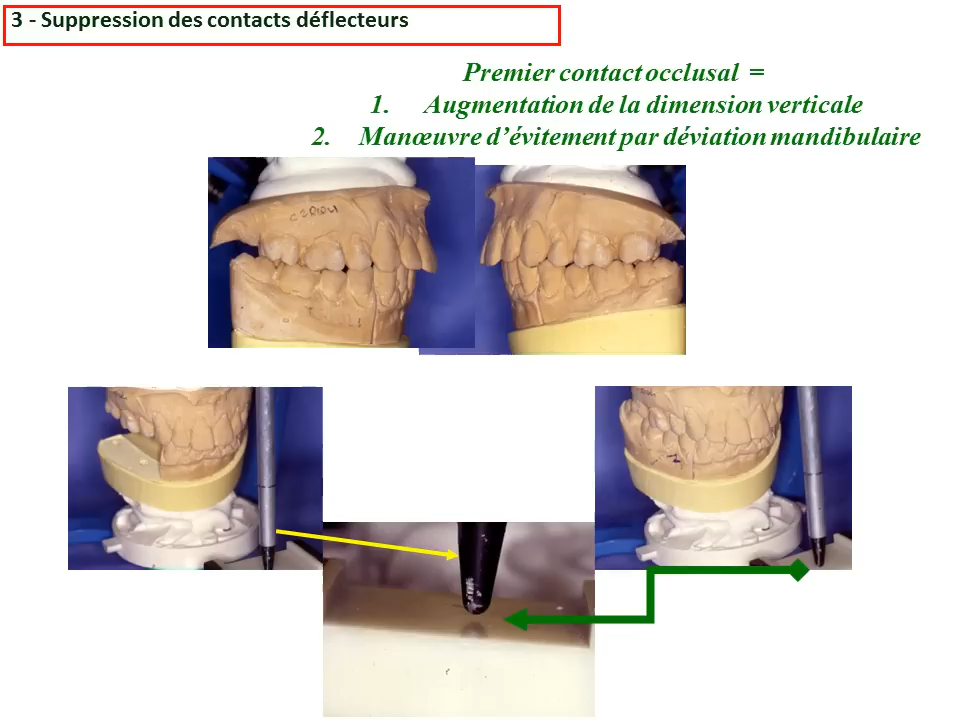 3 - Suppression des contacts déflecteurs
Premier contact occlusal =
1. Augmentation de la dimension verticale
2. Manœuvre d’évitement par déviation mandibulaire